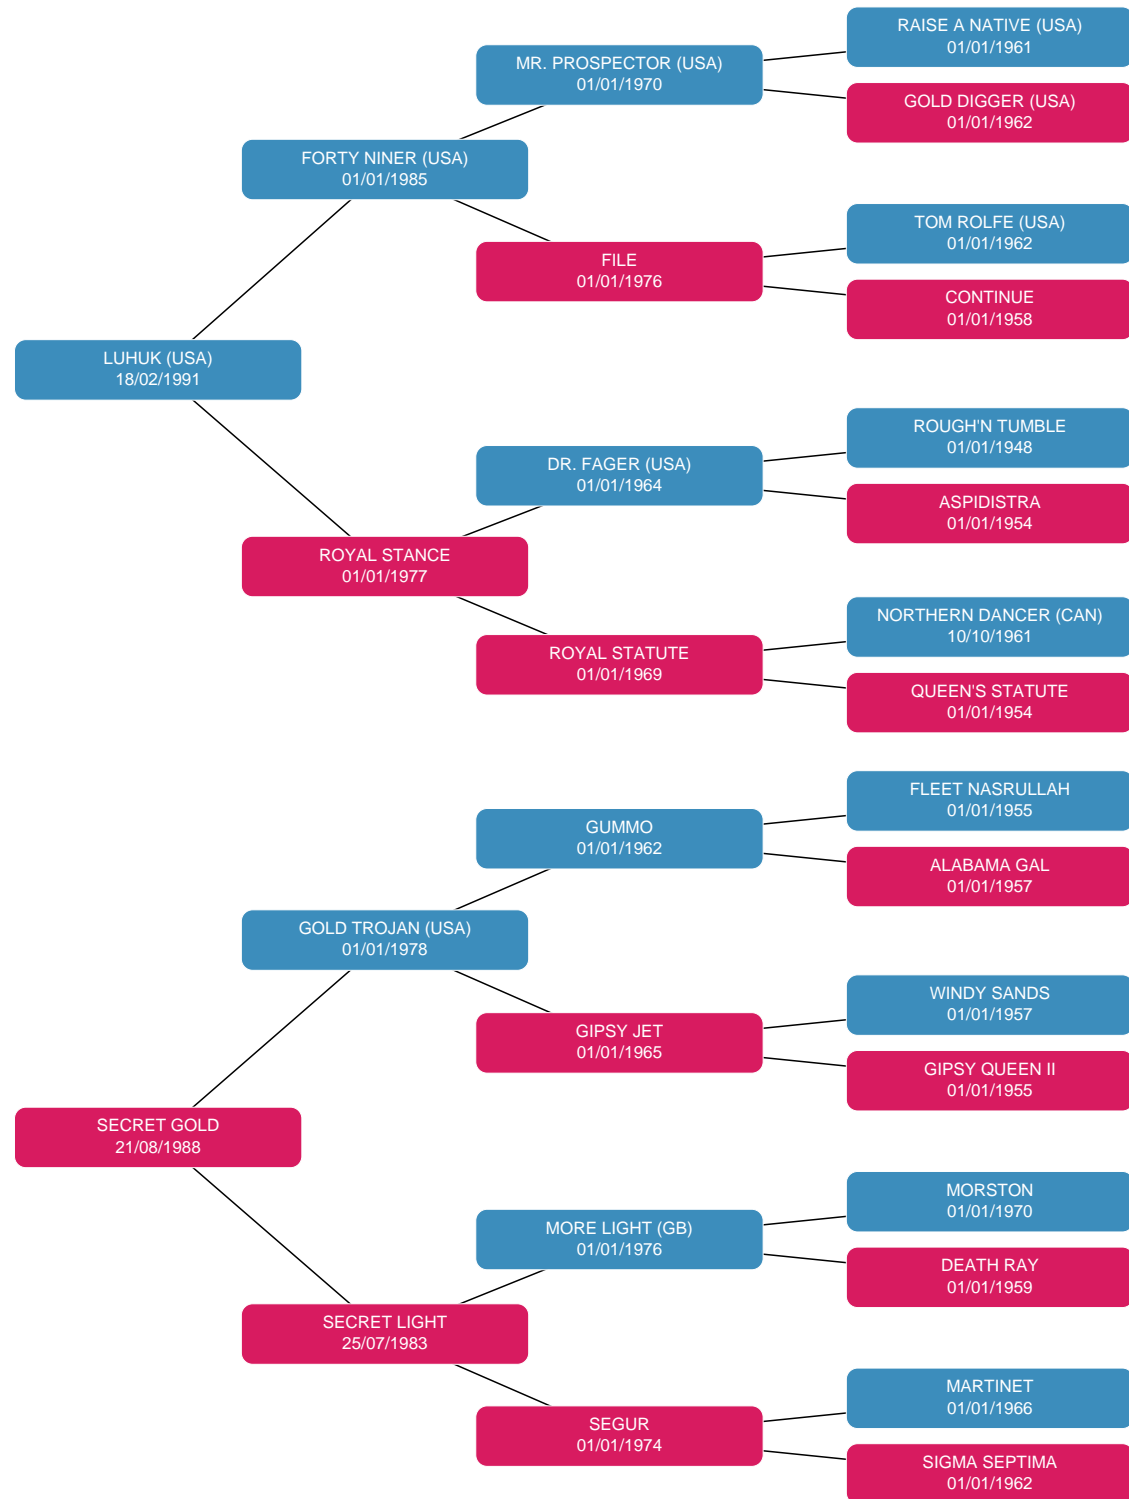 RAISE A NATIVE (USA)
01/01/1961
MR. PROSPECTOR (USA)
01/01/1970
GOLD DIGGER (USA)
01/01/1962
FORTY NINER (USA)
01/01/1985
TOM ROLFE (USA)
01/01/1962
FILE
01/01/1976
CONTINUE
01/01/1958
LUHUK (USA)
18/02/1991
ROUGH'N TUMBLE
01/01/1948
DR. FAGER (USA)
01/01/1964
ASPIDISTRA
01/01/1954
ROYAL STANCE
01/01/1977
NORTHERN DANCER (CAN)
10/10/1961
ROYAL STATUTE
01/01/1969
QUEEN'S STATUTE
01/01/1954
FLEET NASRULLAH
01/01/1955
GUMMO
01/01/1962
ALABAMA GAL
01/01/1957
GOLD TROJAN (USA)
01/01/1978
WINDY SANDS
01/01/1957
GIPSY JET
01/01/1965
GIPSY QUEEN II
01/01/1955
SECRET GOLD
21/08/1988
MORSTON
01/01/1970
MORE LIGHT (GB)
01/01/1976
DEATH RAY
01/01/1959
SECRET LIGHT
25/07/1983
MARTINET
01/01/1966
SEGUR
01/01/1974
SIGMA SEPTIMA
01/01/1962